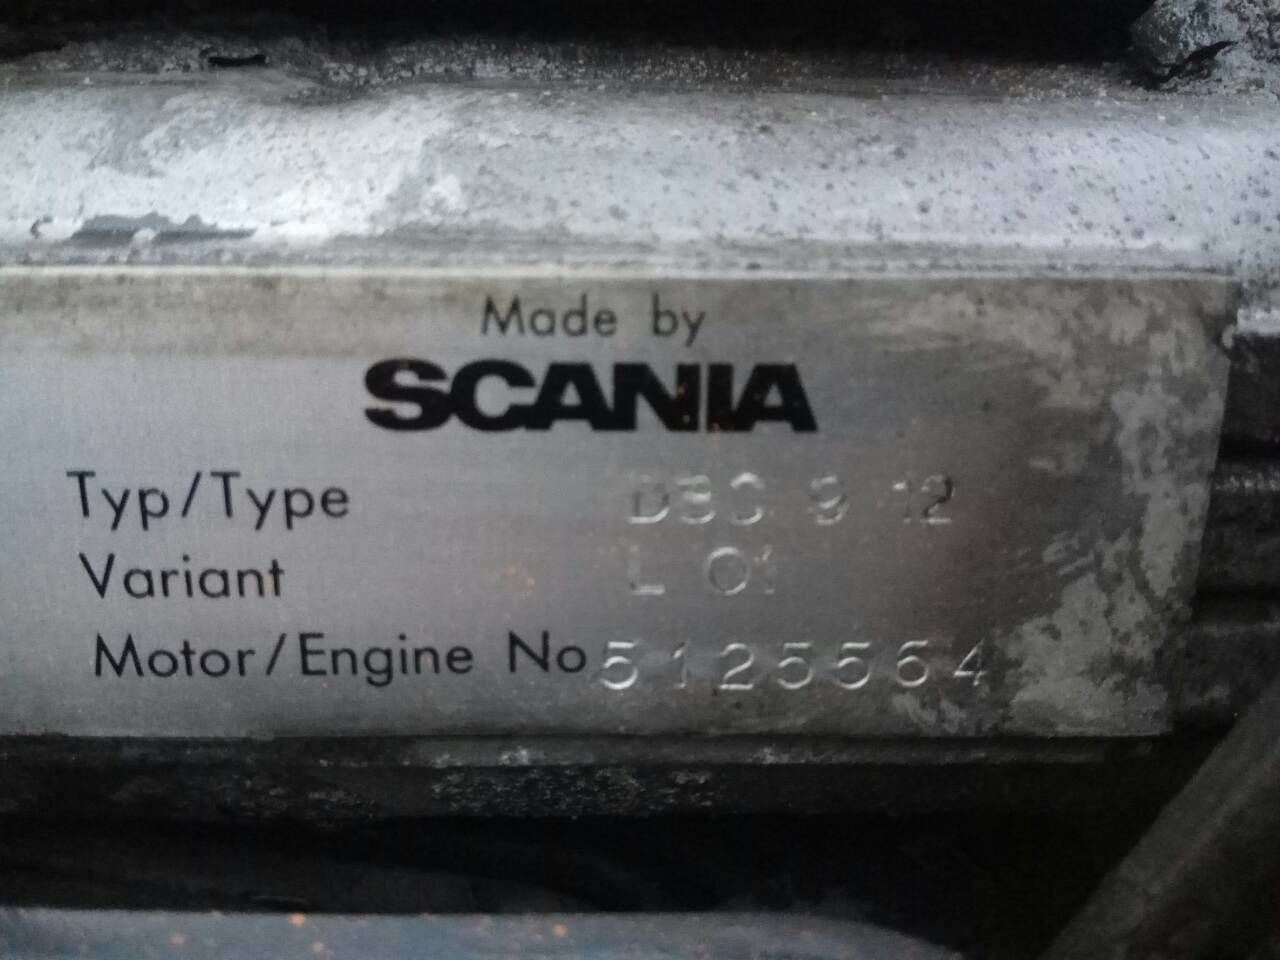 Made by
SCANIA
Typ/Type DSC 9 12
Variant L 01
Motor/Engine No 5125564